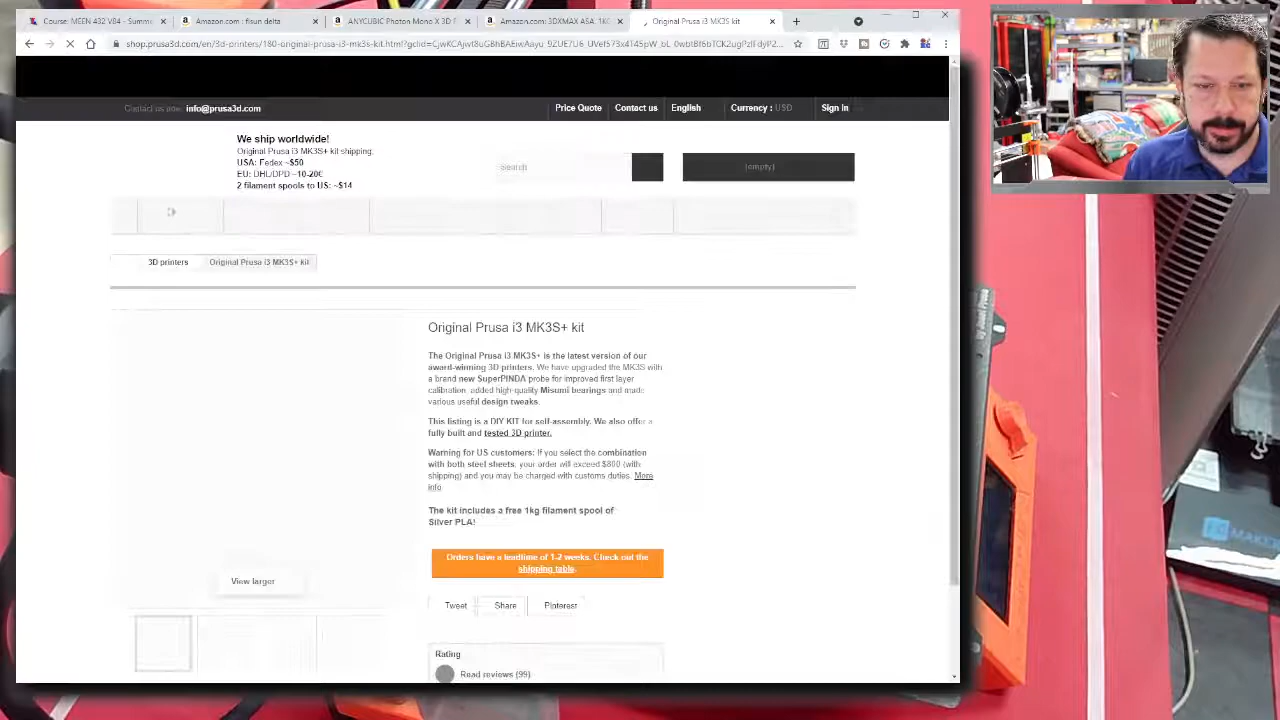 Course: MEEN 432 V84 - Summe
Amazon.com: flsun delta
ANYCUBIC Photon Mono X 3D P
Amazon.com: 3DXMAX ASA: 1KG
Original Prusa i3 MK3S kit
Contact us now: info@prusa3d.com
Price Quote
Contact us
English
Currency : USD
Sign in
We ship worldwide!
Original Prusa i3 MK3S+ kit shipping:
USA: Fedex ~$50
EU: DHL/DPD ~10-20€
2 filament spools to US: ~$14
Search
(empty)
3D printers
Original Prusa i3 MK3S+ kit
Original Prusa i3 MK3S+ kit
The Original Prusa i3 MK3S+ is the latest version of our
award-winning 3D printers. We have upgraded the MK3S with
a brand new SuperPINDA probe for improved first layer
calibration, added high-quality Misumi bearings and made
various useful design tweaks.
This listing is a DIY KIT for self-assembly. We also offer a
fully built and tested 3D printer.
Warning for US customers: If you select the combination
with both steel sheets, your order will exceed $800 (with
shipping) and you may be charged with customs duties. More
info
The kit includes a free 1kg filament spool of
Silver PLA!
Orders have a leadtime of 1-2 weeks. Check out the
shipping table.
View larger
Tweet
Share
Pinterest
Rating
Read reviews (99)